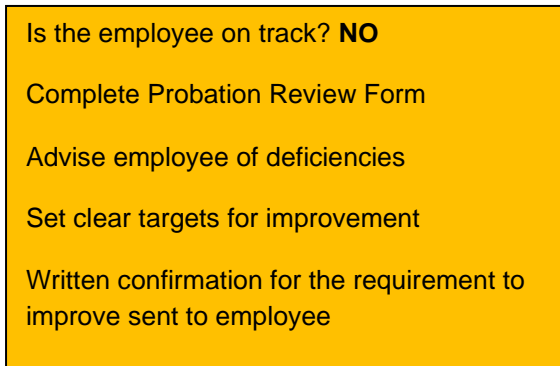 Is the employee on track? NO
Complete Probation Review Form
Advise employee of deficiencies
Set clear targets for improvement
Written confirmation for the requirement to
improve sent to employee